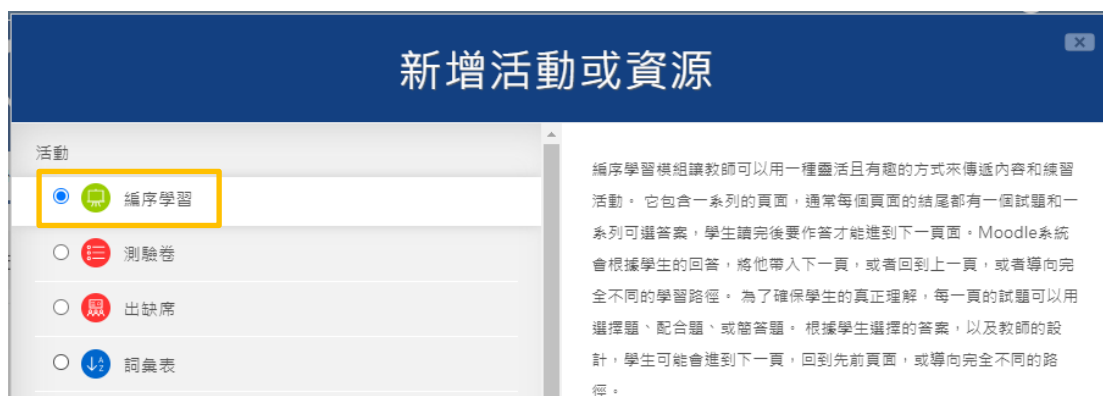 新增活動或資源
活動
編序學習
測驗卷
出缺席
詞彙表
編序學習模組讓教師可以用一種靈活且有趣的方式來傳遞內容和練習
活動。 它包含一系列的頁面，通常每個頁面的結尾都有一個試題和一
系列可選答案，學生讀完後要作答才能進到下一頁面。Moodle系統
會根據學生的回答，將他帶入下一頁，或者回到上一頁，或者導向完
全不同的學習路徑。 為了確保學生的真正理解，每一頁的試題可以用
選擇題、配合題、或簡答題。 根據學生選擇的答案，以及教師的設
計，學生可能會進到下一頁，回到先前頁面，或導向完全不同的路
徑。